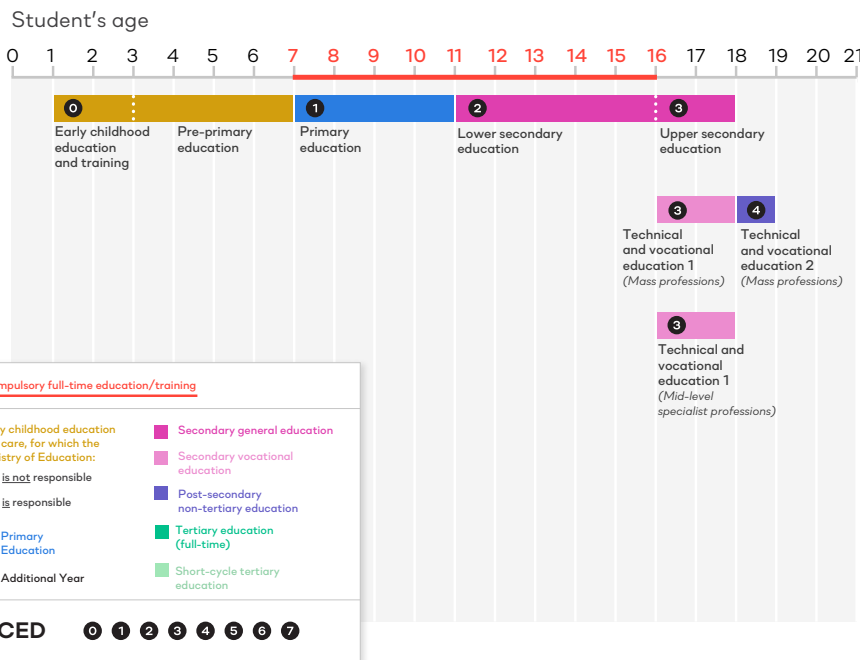 Student's age
0 1 2 3 4 5 6 7 8 9 10 11 12 13 14 15 16 17 18 19 20 21
0 1 2 3
Early childhood
education
and training
Pre-primary
education
Primary
education
Lower secondary
education
Upper secondary
education
3 4
Technical
and vocational
education 1
(Mass professions)
Technical
and vocational
education 2
(Mass professions)
3
Technical and
vocational
education 1
(Mid-level
specialist professions)
mpulsory full-time education/training
y childhood education
care, for which the
istry of Education:
is not responsible
is responsible
Primary
Education
Additional Year
Secondary general education
Secondary vocational
education
Post-secondary
non-tertiary education
Tertiary education
(full-time)
Short-cycle tertiary
education
CED 0 1 2 3 4 5 6 7